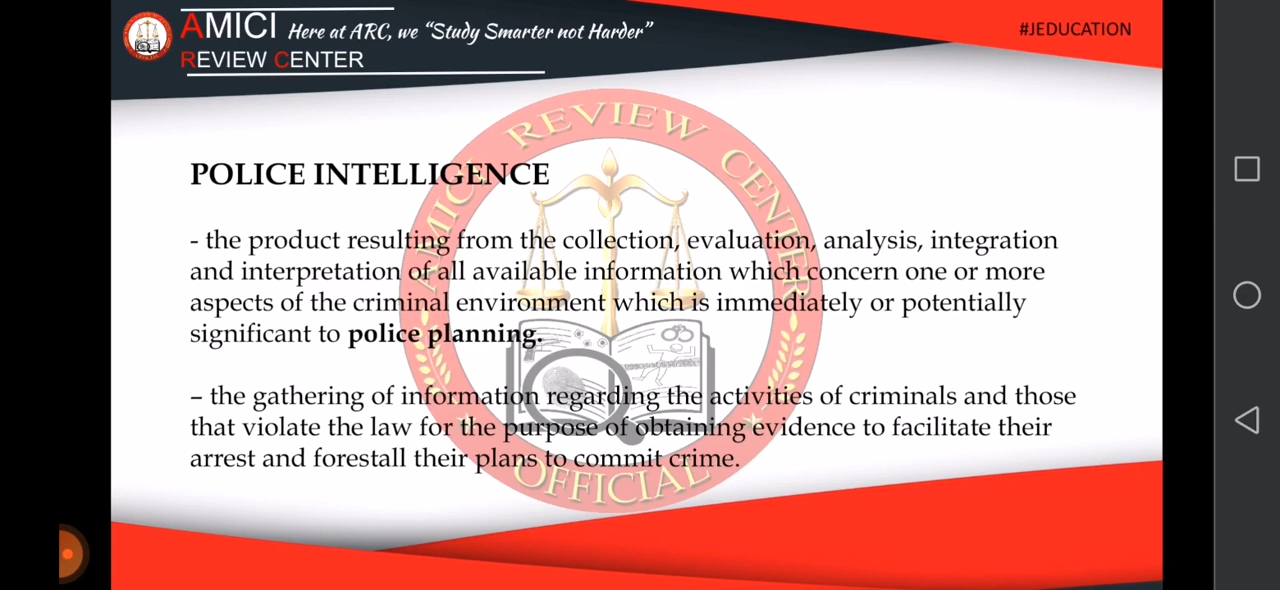 AMICI Here at ARC, we “Study Smarter not Harder”
REVIEW CENTER
#JEDUCATION
AMICI REVIEW CENTER
POLICE INTELLIGENCE
- the product resulting from the collection, evaluation, analysis, integration
and interpretation of all available information which concern one or more
aspects of the criminal environment which is immediately or potentially
significant to police planning.
– the gathering of information regarding the activities of criminals and those
that violate the law for the purpose of obtaining evidence to facilitate their
arrest and forestall their plans to commit crime.
OFFICIAL